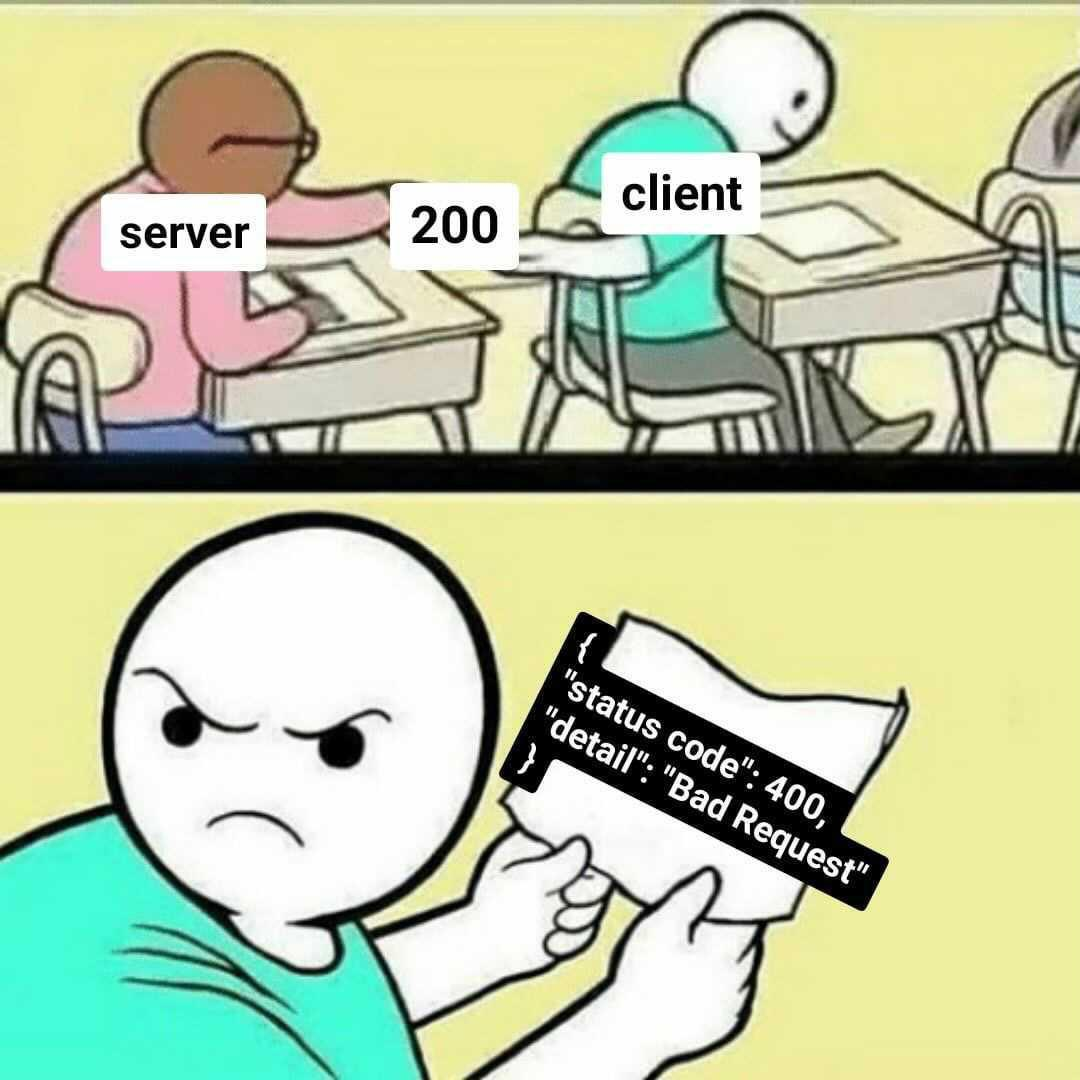 server
200
client
{
"status code": 400,
"detail": "Bad Request"
}